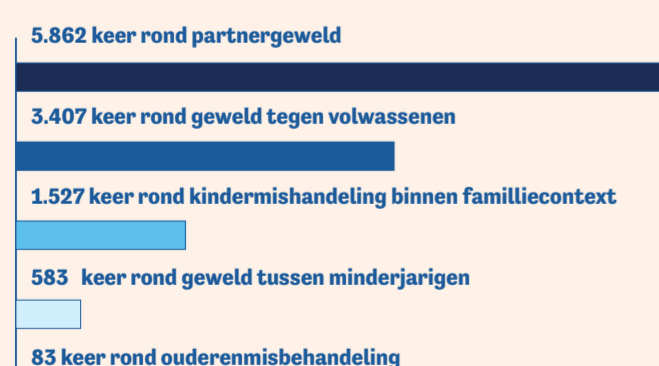 5.862 keer rond partnergeweld
3.407 keer rond geweld tegen volwassenen
1.527 keer rond kindermishandeling binnen familliecontext
583 keer rond geweld tussen minderjarigen
83 keer rond ouderenmisbehandeling